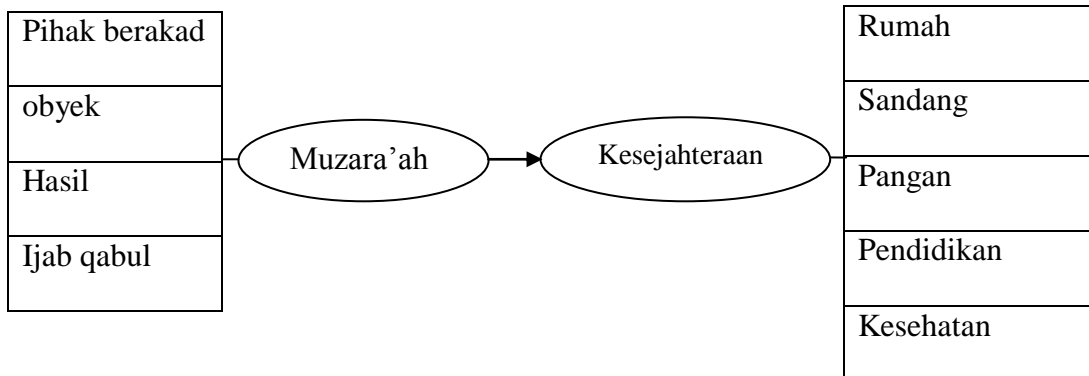 Pihak berakad
obyek
Hasil
Ijab qabul
Muzara’ah
Kesejahteraan
Rumah
Sandang
Pangan
Pendidikan
Kesehatan